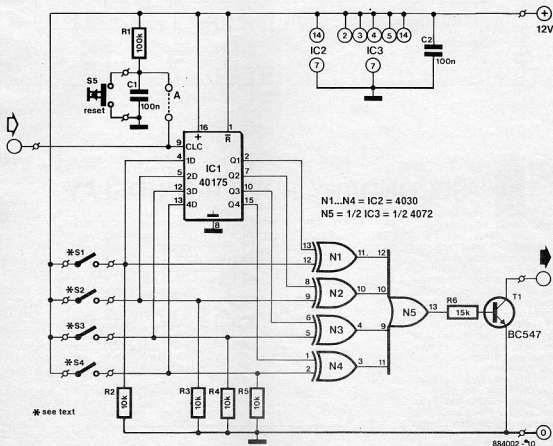 12V
R1
100k
C1
100n
S5
reset
A
14
IC2
7
2 3 4 5 14
IC3
7
C2
100n
16
1
+
R
9 CLC
4 1D
5 2D
12 3D
13 4D
IC1
40175
Q1 2
Q2 7
Q3 10
Q4 15
8
N1...N4 = IC2 = 4030
N5 = 1/2 IC3 = 1/2 4072
*S1
*S2
*S3
*S4
13
12
N1
11
8
9
N2
10
6
5
N3
4
1
2
N4
3
12
10
9
11
N5
13
R6
15k
T1
BC547
R2
10k
R3
10k
R4
10k
R5
10k
* see text
0
884002 - 10